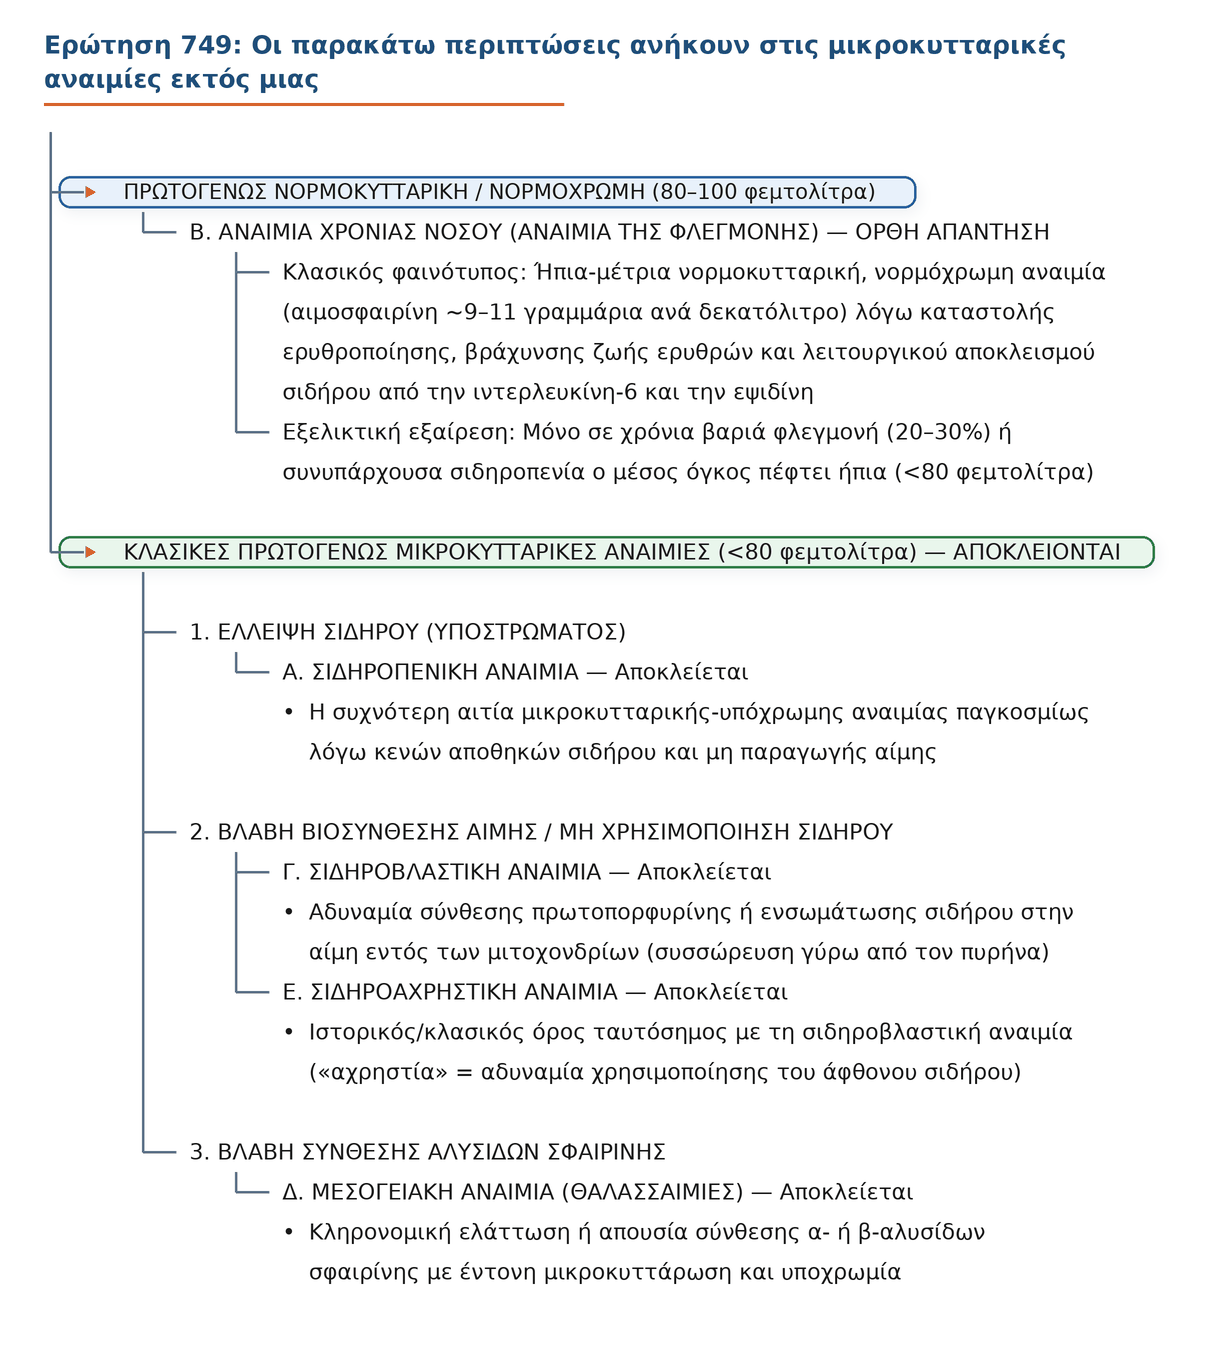 Ερώτηση 749: Οι παρακάτω περιπτώσεις ανήκουν στις μικροκυτταρικές
αναιμίες εκτός μιας
ΠΡΩΤΟΓΕΝΩΣ ΝΟΡΜΟΚΥΤΤΑΡΙΚΗ / ΝΟΡΜΟΧΡΩΜΗ (80–100 φεμτολίτρα)
Β. ΑΝΑΙΜΙΑ ΧΡΟΝΙΑΣ ΝΟΣΟΥ (ΑΝΑΙΜΙΑ ΤΗΣ ΦΛΕΓΜΟΝΗΣ) — ΟΡΘΗ ΑΠΑΝΤΗΣΗ
Κλασικός φαινότυπος: Ήπια-μέτρια νορμοκυτταρική, νορμόχρωμη αναιμία
(αιμοσφαιρίνη ~9–11 γραμμάρια ανά δεκατόλιτρο) λόγω καταστολής
ερυθροποίησης, βράχυνσης ζωής ερυθρών και λειτουργικού αποκλεισμού
σιδήρου από την ιντερλευκίνη-6 και την εψιδίνη
Εξελικτική εξαίρεση: Μόνο σε χρόνια βαριά φλεγμονή (20–30%) ή
συνυπάρχουσα σιδηροπενία ο μέσος όγκος πέφτει ήπια (<80 φεμτολίτρα)
ΚΛΑΣΙΚΕΣ ΠΡΩΤΟΓΕΝΩΣ ΜΙΚΡΟΚΥΤΤΑΡΙΚΕΣ ΑΝΑΙΜΙΕΣ (<80 φεμτολίτρα) — ΑΠΟΚΛΕΙΟΝΤΑΙ
1. ΕΛΛΕΙΨΗ ΣΙΔΗΡΟΥ (ΥΠΟΣΤΡΩΜΑΤΟΣ)
Α. ΣΙΔΗΡΟΠΕΝΙΚΗ ΑΝΑΙΜΙΑ — Αποκλείεται
• Η συχνότερη αιτία μικροκυτταρικής-υπόχρωμης αναιμίας παγκοσμίως
λόγω κενών αποθηκών σιδήρου και μη παραγωγής αίμης
2. ΒΛΑΒΗ ΒΙΟΣΥΝΘΕΣΗΣ ΑΙΜΗΣ / ΜΗ ΧΡΗΣΙΜΟΠΟΙΗΣΗ ΣΙΔΗΡΟΥ
Γ. ΣΙΔΗΡΟΒΛΑΣΤΙΚΗ ΑΝΑΙΜΙΑ — Αποκλείεται
• Αδυναμία σύνθεσης πρωτοπορφυρίνης ή ενσωμάτωσης σιδήρου στην
αίμη εντός των μιτοχονδρίων (συσσώρευση γύρω από τον πυρήνα)
Ε. ΣΙΔΗΡΟΑΧΡΗΣΤΙΚΗ ΑΝΑΙΜΙΑ — Αποκλείεται
• Ιστορικός/κλασικός όρος ταυτόσημος με τη σιδηροβλαστική αναιμία
(«αχρηστία» = αδυναμία χρησιμοποίησης του άφθονου σιδήρου)
3. ΒΛΑΒΗ ΣΥΝΘΕΣΗΣ ΑΛΥΣΙΔΩΝ ΣΦΑΙΡΙΝΗΣ
Δ. ΜΕΣΟΓΕΙΑΚΗ ΑΝΑΙΜΙΑ (ΘΑΛΑΣΣΑΙΜΙΕΣ) — Αποκλείεται
• Κληρονομική ελάττωση ή απουσία σύνθεσης α- ή β-αλυσίδων
σφαιρίνης με έντονη μικροκυττάρωση και υποχρωμία